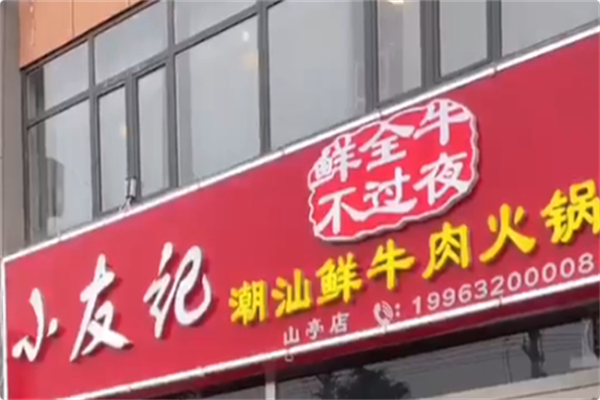 鲜全牛
不过夜
小友记
潮汕鲜牛肉火锅
山亭店
19963200008